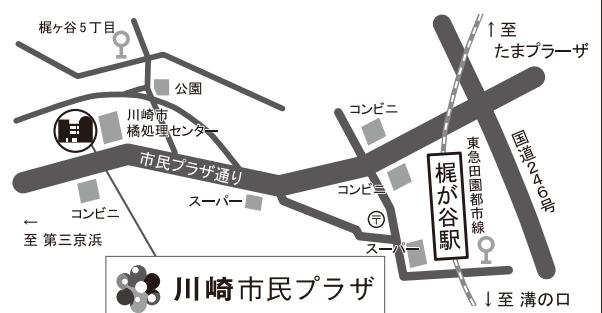 梶ヶ谷5丁目
↑至
たまプラーザ
公園
川崎市
橘処理センター
コンビニ
市民プラザ通り
国道246号
東急田園都市線
梶が谷駅
コンビニ
スーパー
コンビニ
〒
←
至 第三京浜
スーパー
川崎市民プラザ
↓至 溝の口